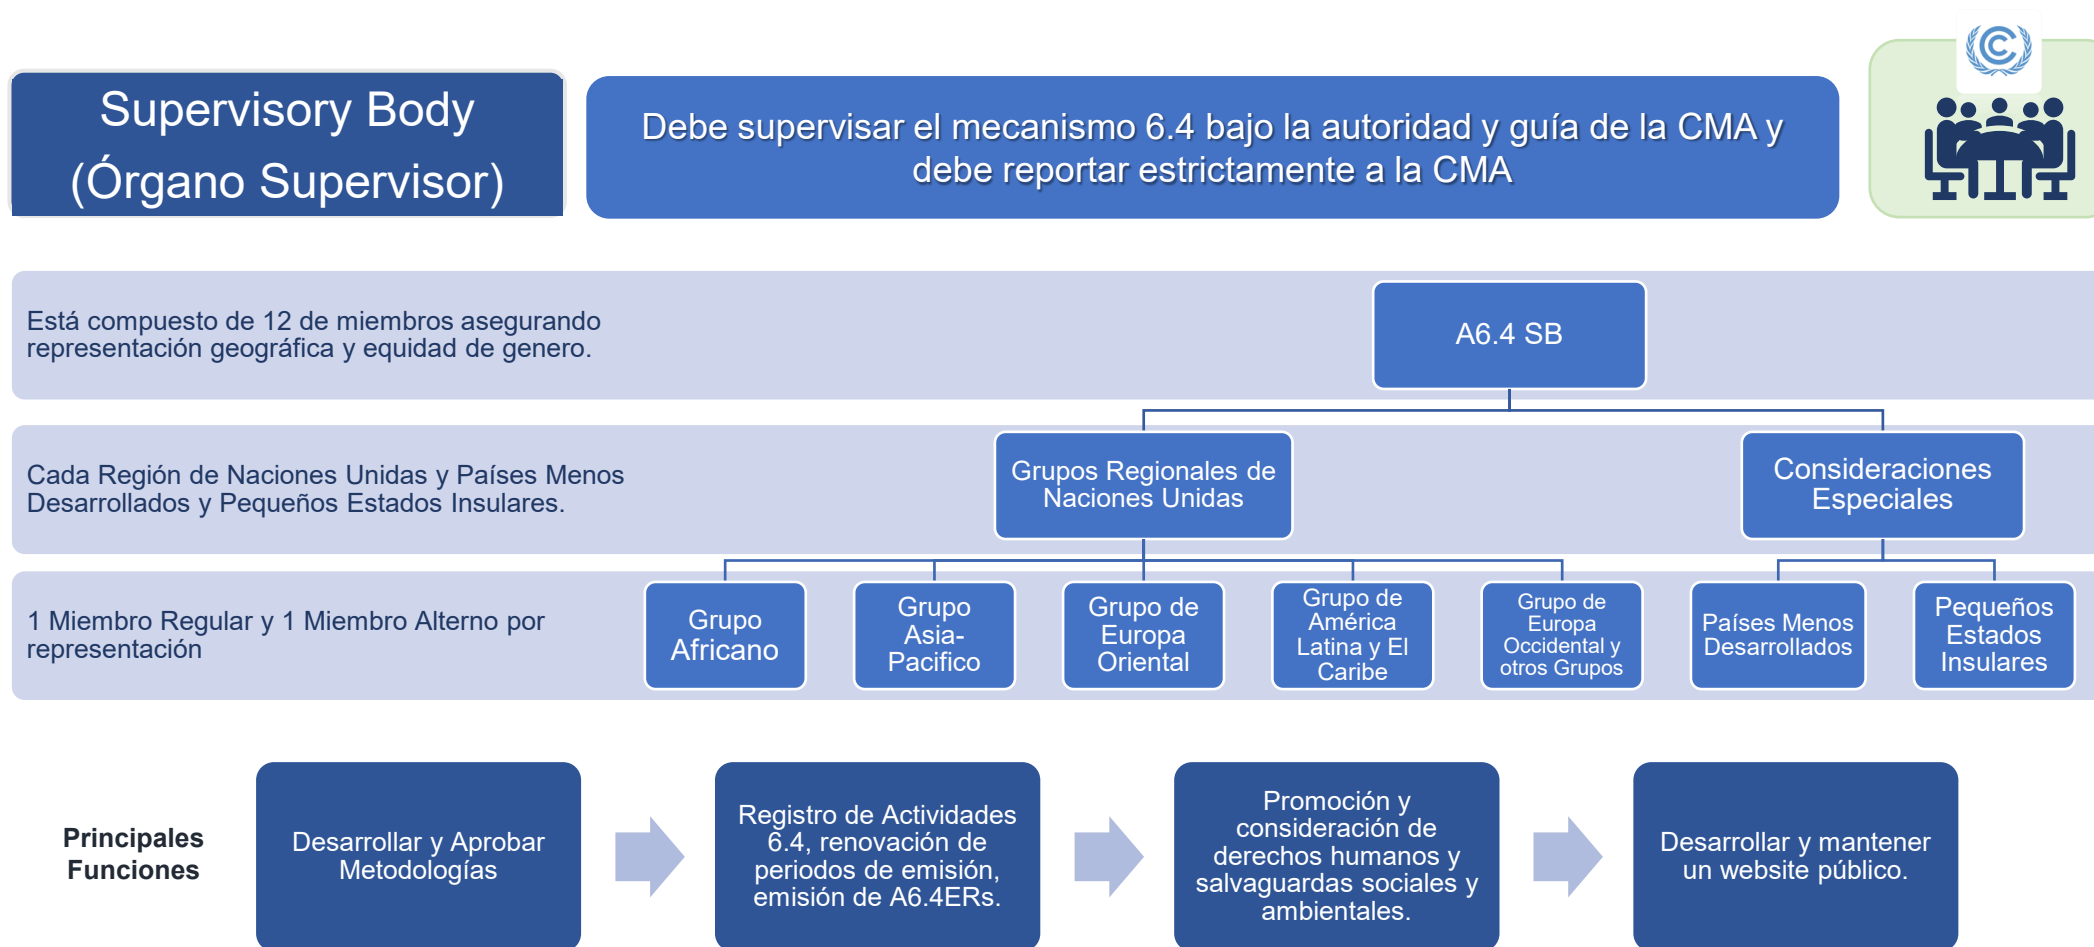 Supervisory Body
(Órgano Supervisor)
Debe supervisar el mecanismo 6.4 bajo la autoridad y guía de la CMA y
debe reportar estrictamente a la CMA
Está compuesto de 12 de miembros asegurando
representación geográfica y equidad de genero.
A6.4 SB
Cada Región de Naciones Unidas y Países Menos
Desarrollados y Pequeños Estados Insulares.
Grupos Regionales de
Naciones Unidas
Consideraciones
Especiales
1 Miembro Regular y 1 Miembro Alterno por
representación
Grupo
Africano
Grupo
Asia-
Pacifico
Grupo de
Europa
Oriental
Grupo de
América
Latina y El
Caribe
Grupo de
Europa
Occidental y
otros Grupos
Países Menos
Desarrollados
Pequeños
Estados
Insulares
Principales
Funciones
Desarrollar y Aprobar
Metodologías
Registro de Actividades
6.4, renovación de
periodos de emisión,
emisión de A6.4ERs.
Promoción y
consideración de
derechos humanos y
salvaguardas sociales y
ambientales.
Desarrollar y mantener
un website público.